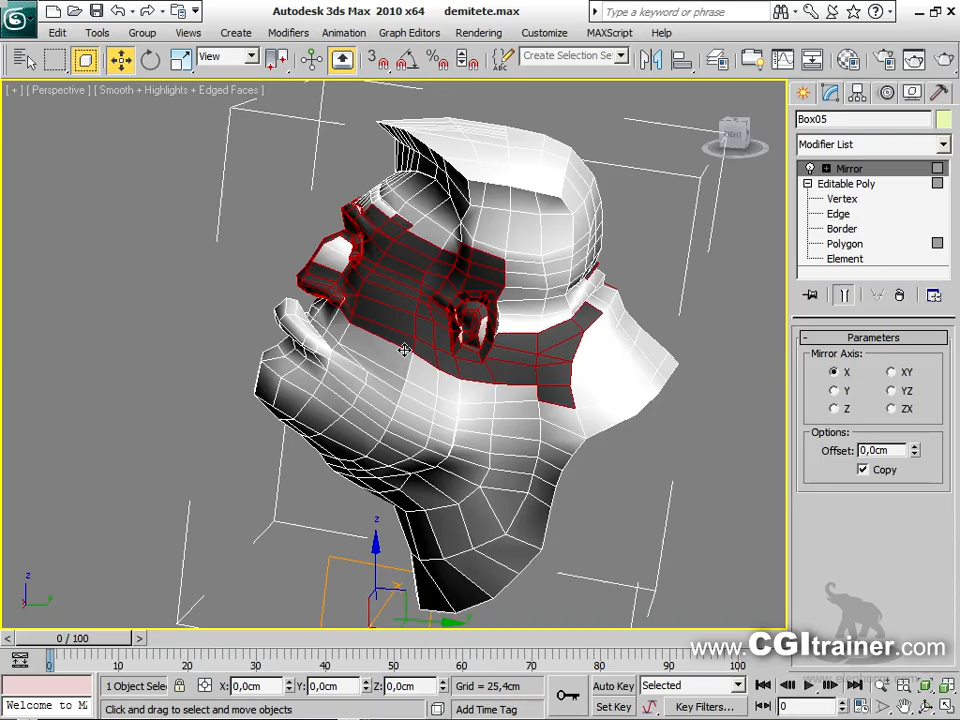 Autodesk 3ds Max 2010 x64 demitete.max
Type a keyword or phrase
Edit Tools Group Views Create Modifiers Animation Graph Editors Rendering Customize MAXScript Help
View
3
Create Selection Se
[ + ] [ Perspective ] [ Smooth + Highlights + Edged Faces ]
RIGHT
Box05
Modifier List
Mirror
Editable Poly
Vertex
Edge
Border
Polygon
Element
Parameters
Mirror Axis:
X XY
Y YZ
Z ZX
Options:
Offset: 0,0cm
Copy
z
z
0 / 100
www.CGItrainer.com
0 10 20 30 40 50 60 70 80 90 100
1 Object Sele X: 0,0cm Y: 0,0cm Z: 0,0cm Grid = 25,4cm Auto Key Selected
Welcome to M Click and drag to select and move objects Add Time Tag Set Key Key Filters... 0